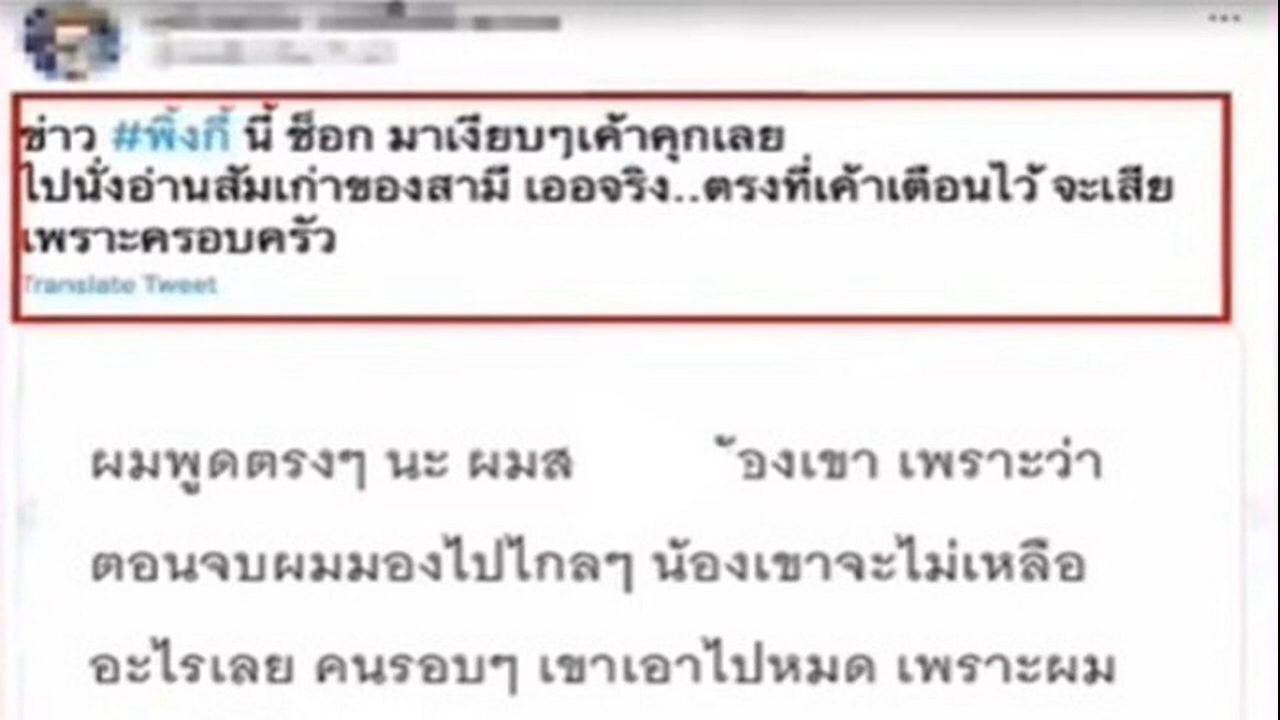 ข่าว #พิ้งกี้ นี้ ช็อก มาเงียบๆเค้าคุกเลย
ไปนั่งอ่านสัมเก่าของสามี เออจริง..ตรงที่เค้าเตือนไว้ จะเสีย
เพราะครอบครัว
Translate Tweet
ผมพูดตรงๆ นะ ผมส ้องเขา เพราะว่า
ตอนจบผมมองไปไกลๆ น้องเขาจะไม่เหลือ
อะไรเลย คนรอบๆ เขาเอาไปหมด เพราะผม